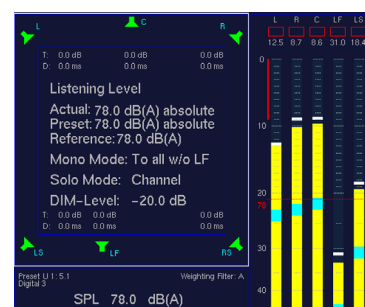 L C R
T: 0.0 dB 0.0 dB 0.0 dB
D: 0.0 ms 0.0 ms 0.0 ms
Listening Level
Actual: 78.0 dB(A) absolute
Preset: 78.0 dB(A) absolute
Reference: 78.0 dB(A)
Mono Mode: To all w/o LF
Solo Mode: Channel
DIM-Level: -20.0 dB
T: 0.0 dB 0.0 dB 0.0 dB
D: 0.0 ms 0.0 ms 0.0 ms
LS LF RS
Preset U 1: 5.1 Weighting Filter: A
Digital 3
SPL 78.0 dB(A)
L R C LF LS
12.5 8.7 8.6 31.0 18.4
0
10
20
70
30
40